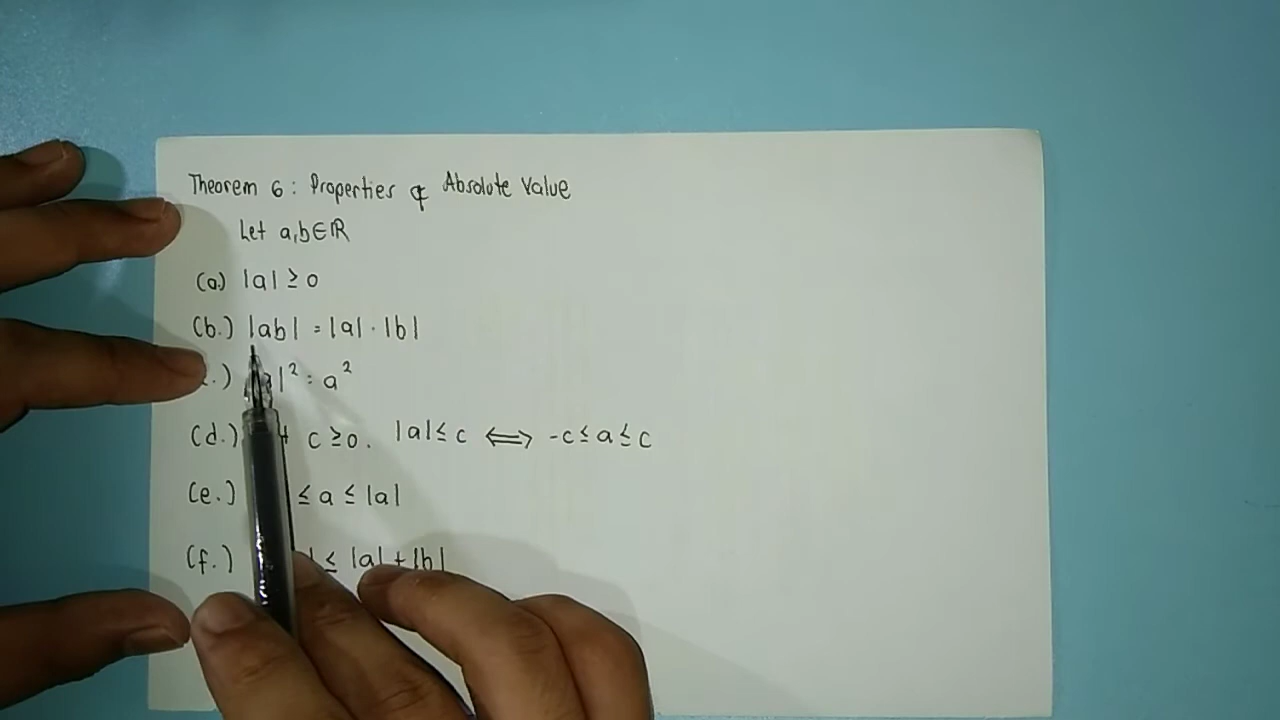 Theorem 6: Properties of Absolute Value
Let a,b∈ℝ
(a.) |a| ≥ 0
(b.) |ab| = |a| · |b|
.) |² = a²
(d.) c ≥ 0. |a| ≤ c ⟺ -c ≤ a ≤ c
(e.) | ≤ a ≤ |a|
(f.) | ≤ |a| + |b|